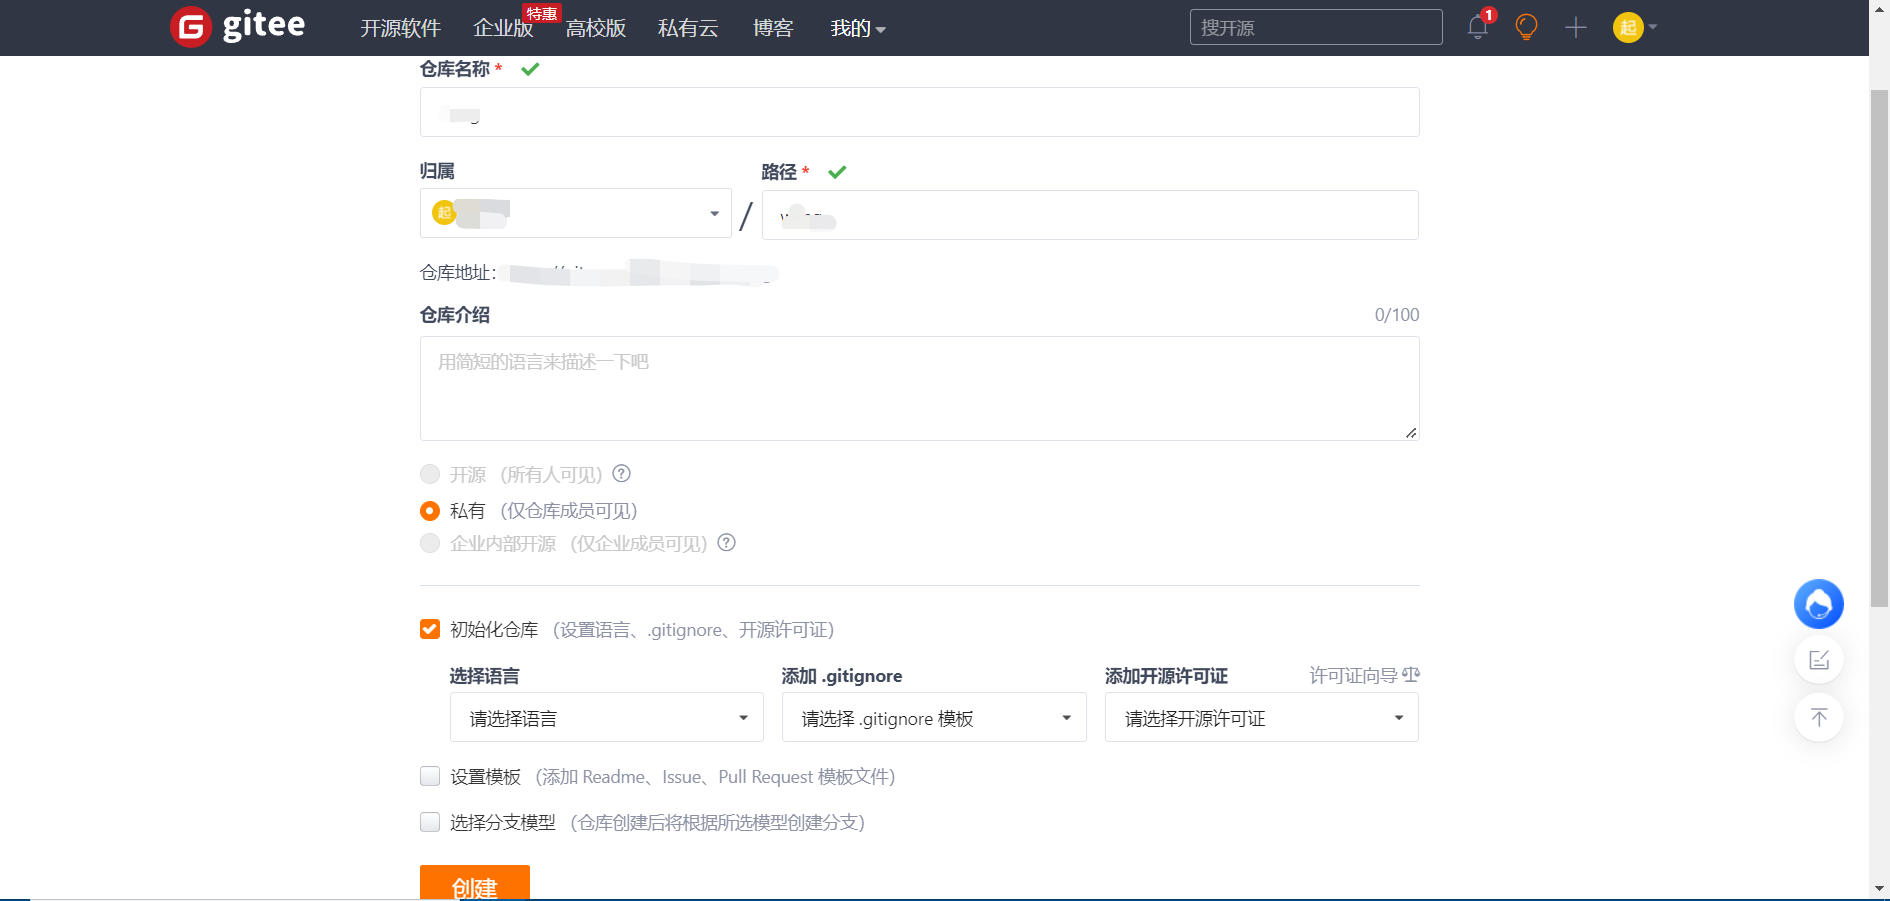 gitee 开源软件 企业版 特惠 高校版 私有云 博客 我的 搜开源 1 起
仓库名称 *
归属
路径 *
起
/
仓库地址：
仓库介绍 0/100
用简短的语言来描述一下吧
开源 （所有人可见） ?
私有 （仅仓库成员可见）
企业内部开源 （仅企业成员可见） ?
初始化仓库 （设置语言、.gitignore、开源许可证）
选择语言 添加 .gitignore 添加开源许可证 许可证向导
请选择语言 请选择 .gitignore 模板 请选择开源许可证
设置模板 （添加 Readme、Issue、Pull Request 模板文件）
选择分支模型 （仓库创建后将根据所选模型创建分支）
创建